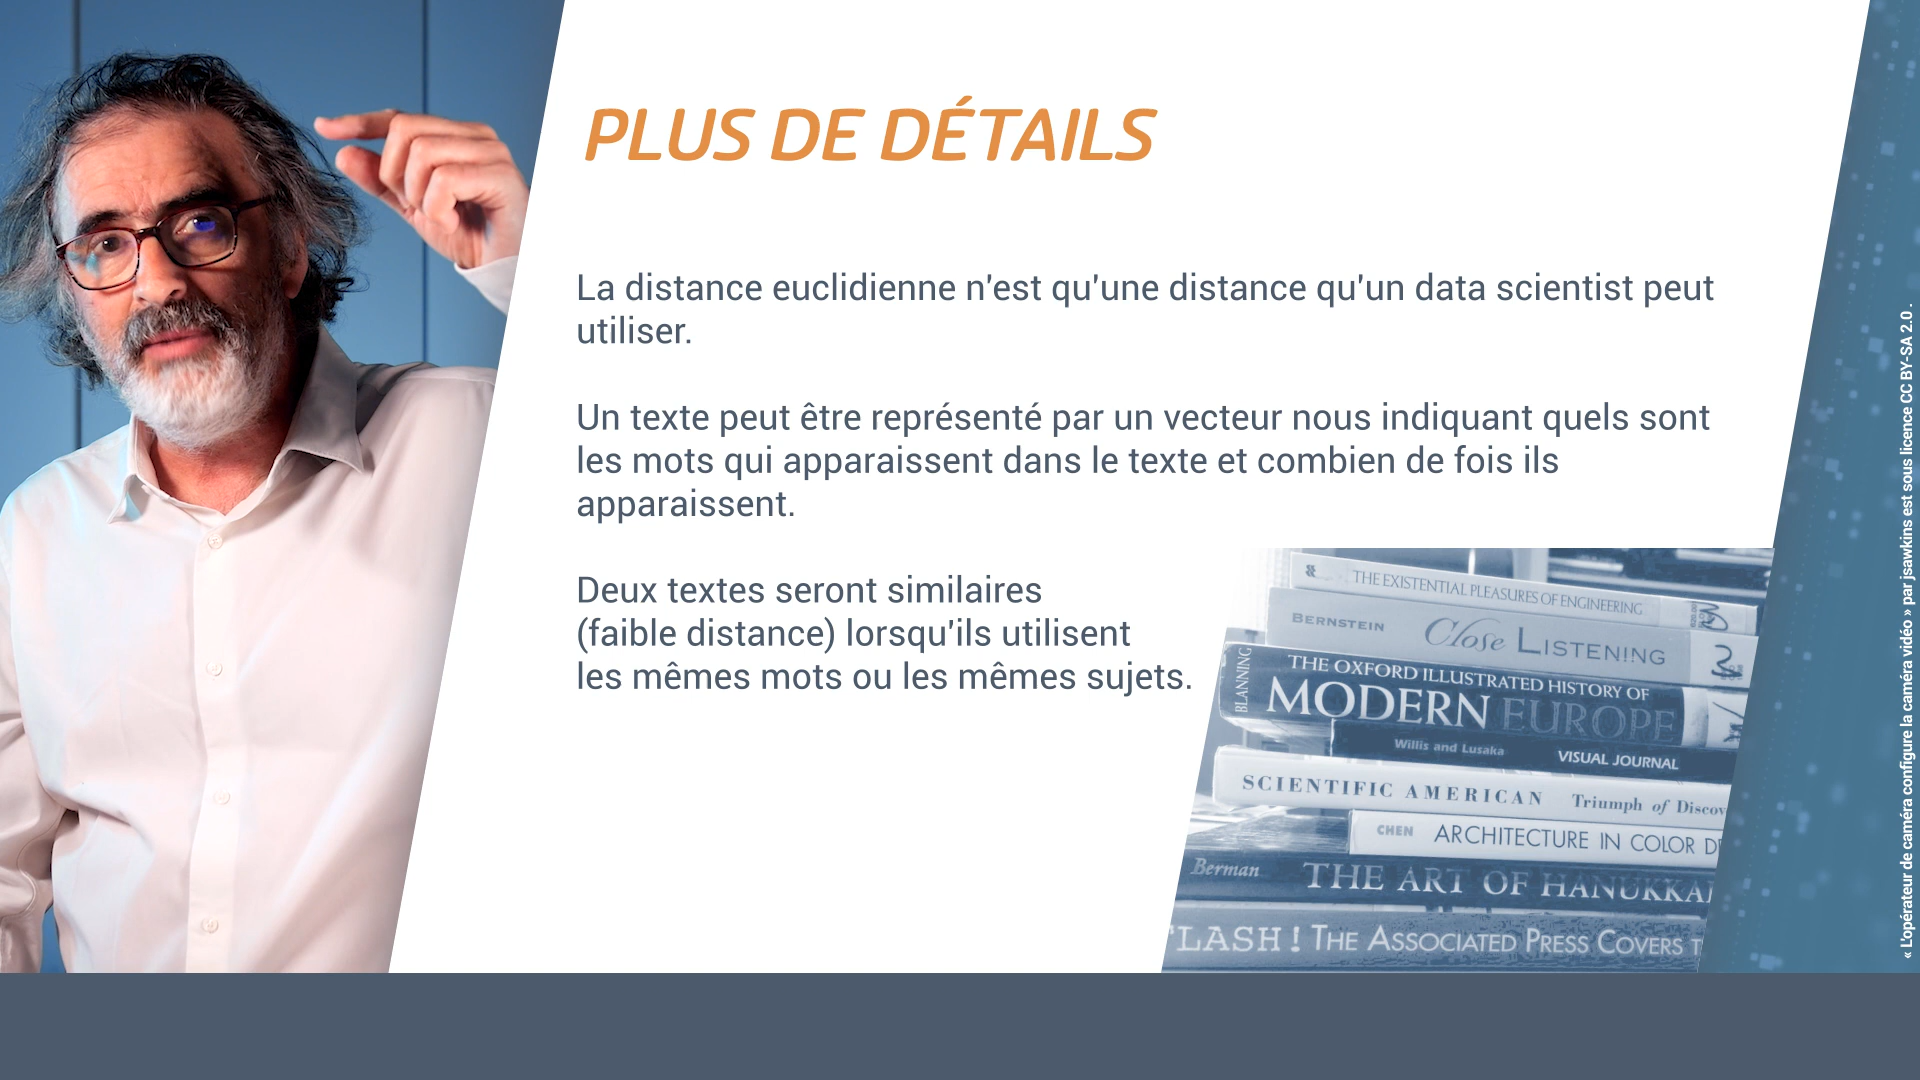 PLUS DE DÉTAILS
La distance euclidienne n'est qu'une distance qu'un data scientist peut
utiliser.
Un texte peut être représenté par un vecteur nous indiquant quels sont
les mots qui apparaissent dans le texte et combien de fois ils
apparaissent.
Deux textes seront similaires
(faible distance) lorsqu'ils utilisent
les mêmes mots ou les mêmes sujets.
THE EXISTENTIAL PLEASURES OF ENGINEERING
BERNSTEIN Close LISTENING
BLANNING
THE OXFORD ILLUSTRATED HISTORY OF
MODERN EUROPE
Willis and Lusaka VISUAL JOURNAL
SCIENTIFIC AMERICAN Triumph of Discov
CHEN ARCHITECTURE IN COLOR DR
Berman THE ART OF HANUKKA
FLASH! THE ASSOCIATED PRESS COVERS T
« L'opérateur de caméra configure la caméra vidéo » par jsawkins est sous licence CC BY-SA 2.0 .